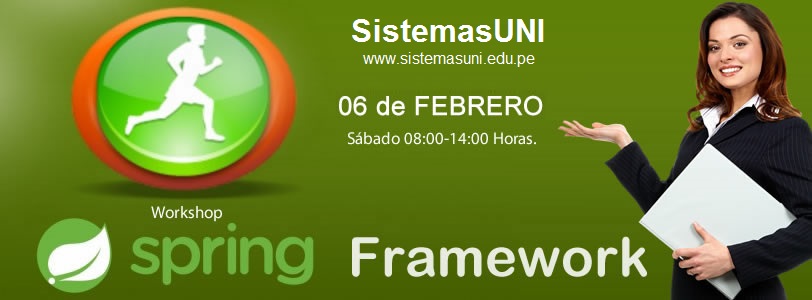 SistemasUNI
www.sistemasuni.edu.pe
06 de FEBRERO
Sábado 08:00-14:00 Horas.
Workshop
spring Framework